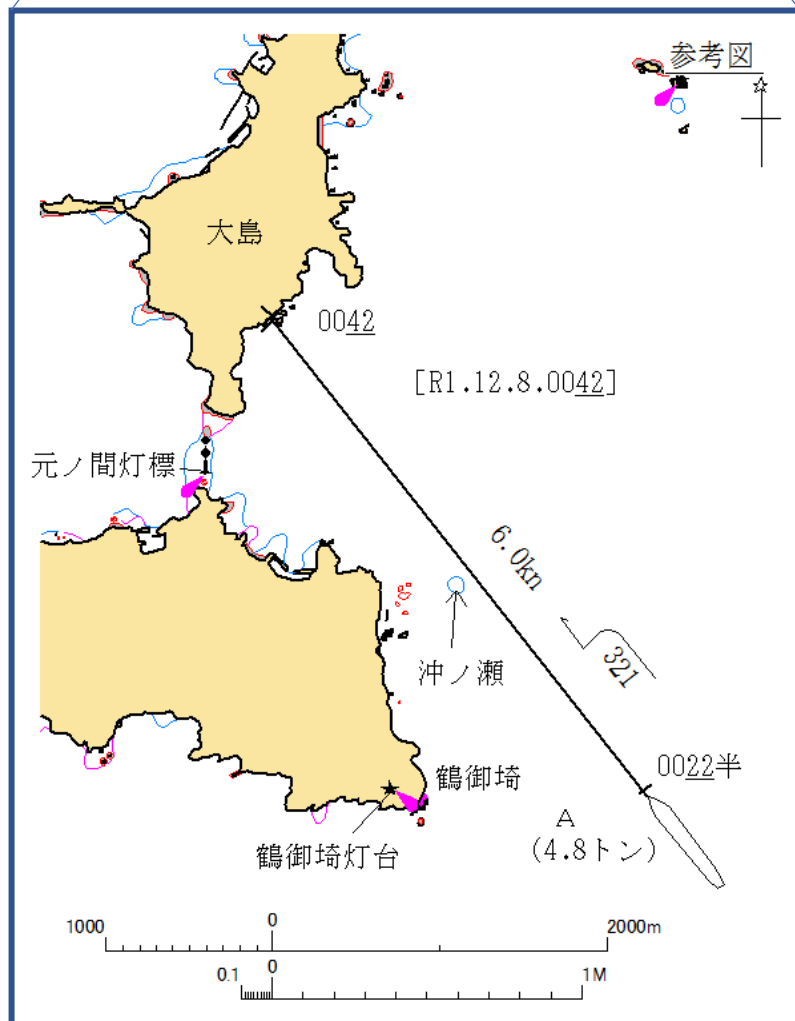 参考図
大島
0042
[R1.12.8.0042]
元ノ間灯標
6.0kn
321
沖ノ瀬
0022半
鶴御埼
A
(4.8トン)
鶴御埼灯台
1000 0 2000m
0.1 0 1M